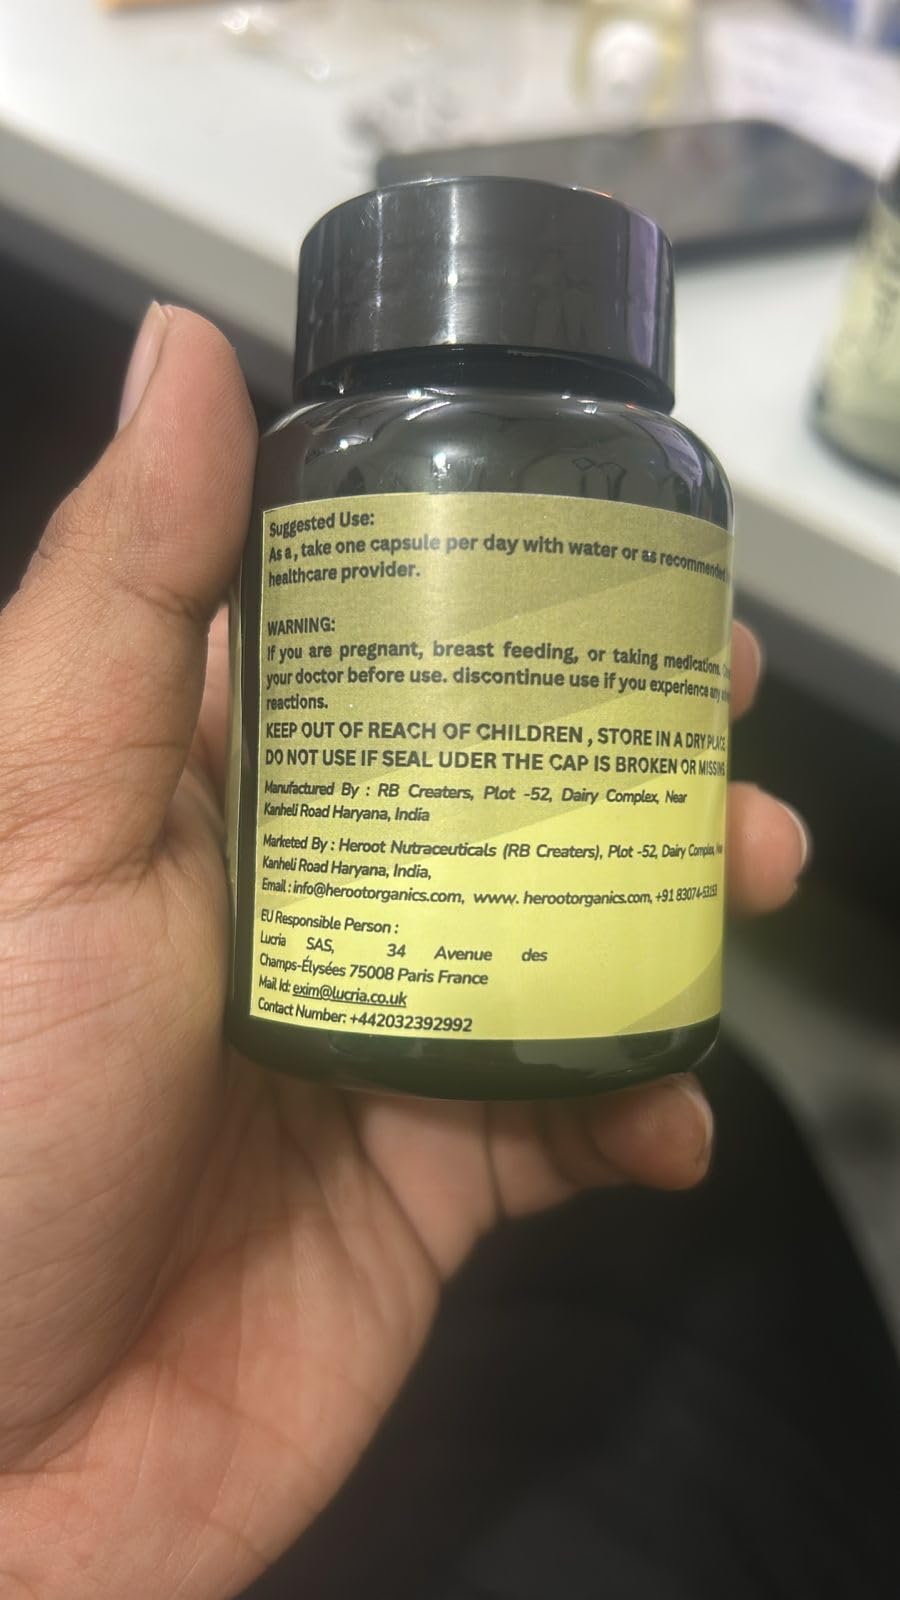 Suggested Use:
As a , take one capsule per day with water or as recommended
healthcare provider.
WARNING:
If you are pregnant, breast feeding, or taking medications.
your doctor before use. discontinue use if you experience any
reactions.
KEEP OUT OF REACH OF CHILDREN , STORE IN A DRY PLACE
DO NOT USE IF SEAL UDER THE CAP IS BROKEN OR MISSING
Manufactured By : RB Creaters, Plot -52, Dairy Complex, Near
Kanheli Road Haryana, India
Marketed By : Heroot Nutraceuticals (RB Creaters), Plot -52, Dairy Complex,
Kanheli Road Haryana, India,
Email : info@herootorganics.com, www. herootorganics.com, +91 83074-53153
EU Responsible Person :
Lucria SAS, 34 Avenue des
Champs-Élysées 75008 Paris France
Mail Id: exim@lucria.co.uk
Contact Number: +442032392992